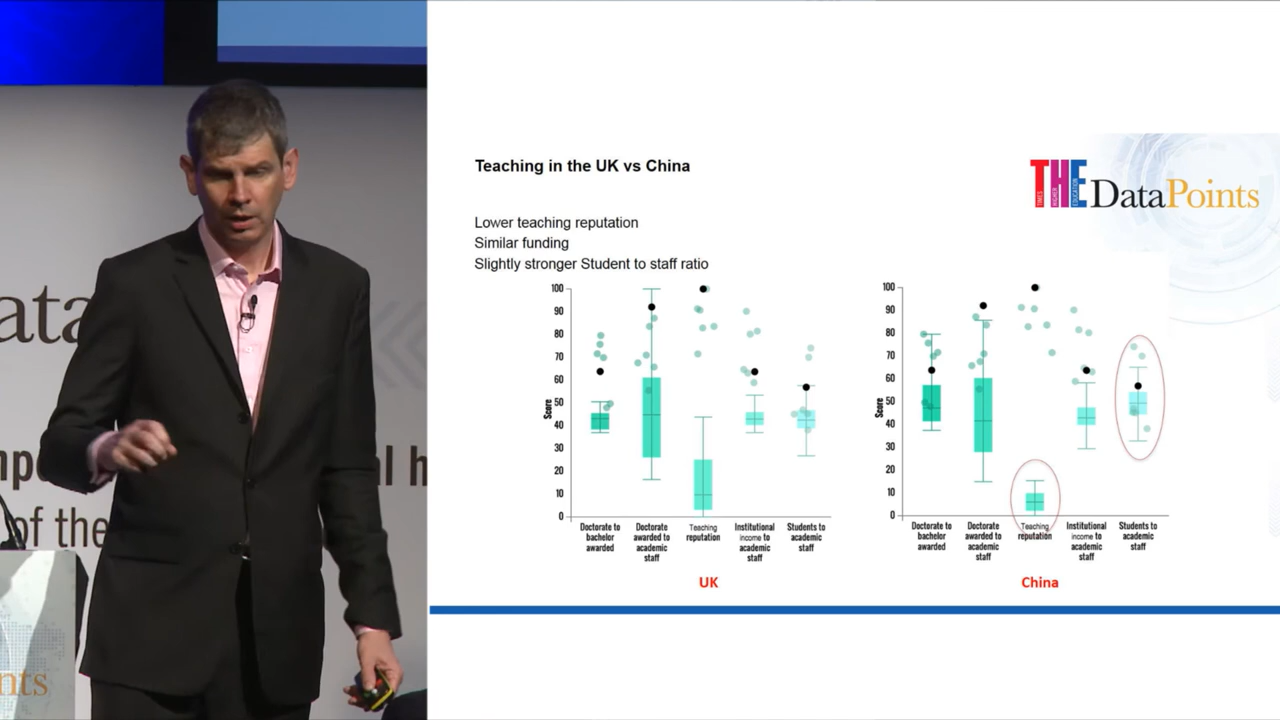 ata
mp
l h
of the
nts
Teaching in the UK vs China
TIMES HIGHER EDUCATION
THE DataPoints
Lower teaching reputation
Similar funding
Slightly stronger Student to staff ratio
100
90
80
70
60
50
40
30
20
10
0
Score
Doctorate to
bachelor
awarded
Doctorate
awarded to
academic
staff
Teaching
reputation
Institutional
income to
academic
staff
Students to
academic
staff
UK
100
90
80
70
60
50
40
30
20
10
0
Score
Doctorate to
bachelor
awarded
Doctorate
awarded to
academic
staff
Teaching
reputation
Institutional
income to
academic
staff
Students to
academic
staff
China